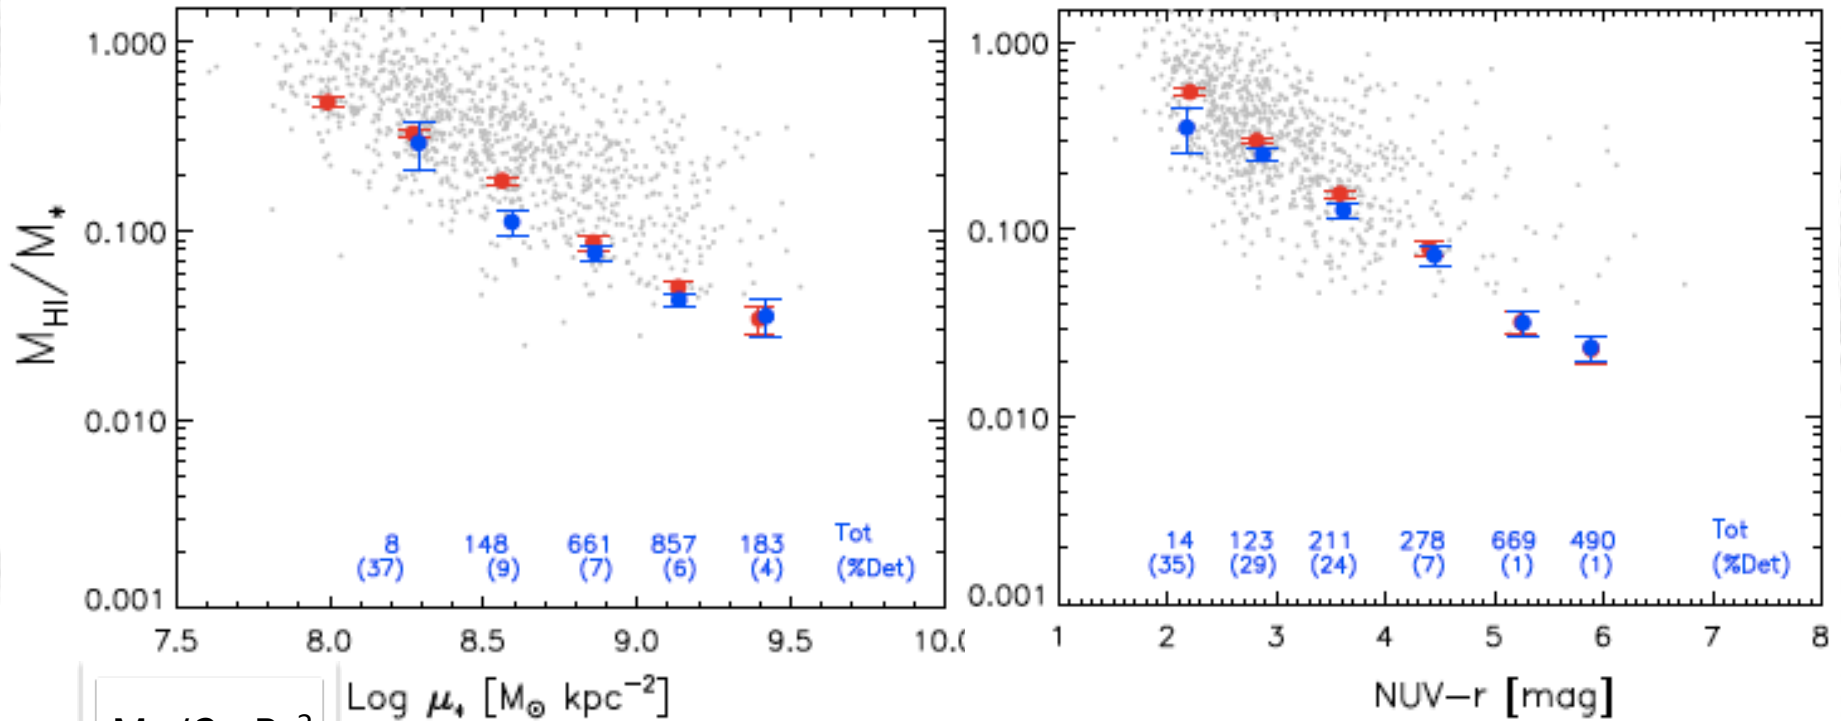 M_HI/M_*
1.000
0.100
0.010
0.001
8 148 661 857 183 Tot
(37) (9) (7) (6) (4) (%Det)
7.5 8.0 8.5 9.0 9.5 10.0
Log μ_* [M_⊙ kpc^−2]
1.000
0.100
0.010
0.001
14 123 211 278 669 490 Tot
(35) (29) (24) (7) (1) (1) (%Det)
1 2 3 4 5 6 7 8
NUV−r [mag]